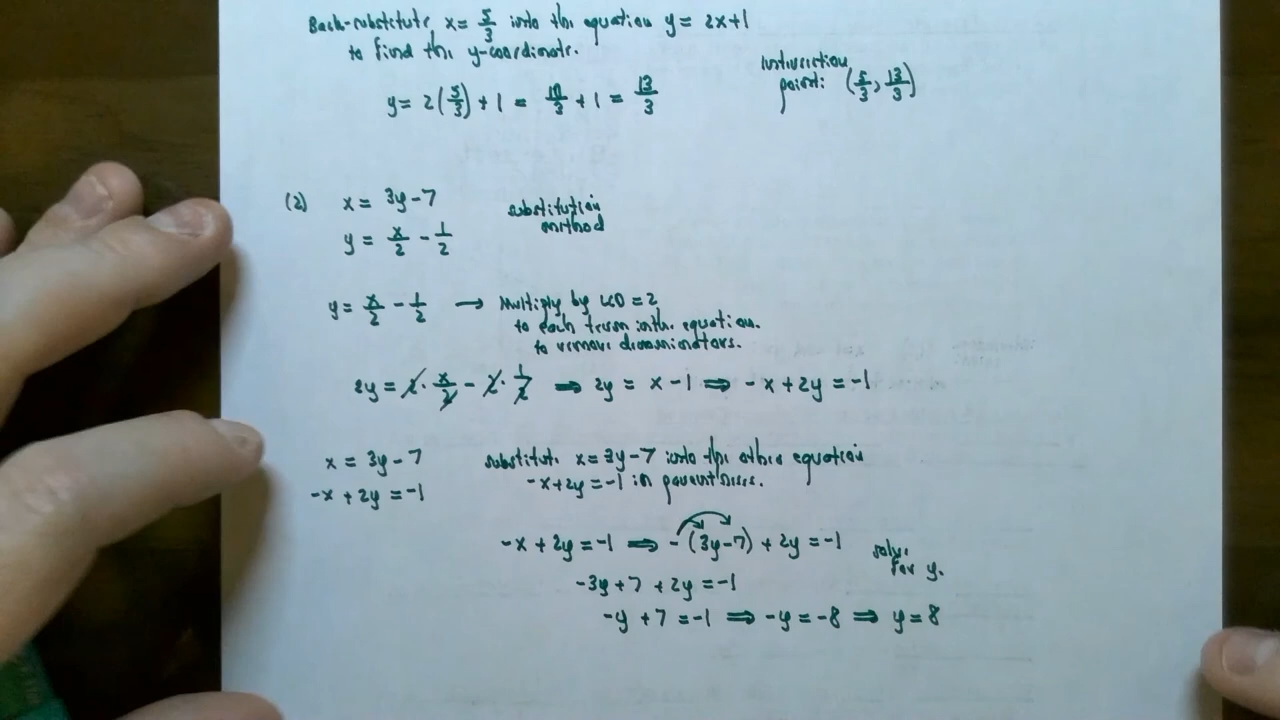 Back-substitute x = 5/3 into the equation y = 2x+1
to find the y-coordinate.
y = 2(5/3) + 1 = 10/3 + 1 = 13/3
intersection
point: (5/3, 13/3)
(2) x = 3y - 7
y = x/2 - 1/2
substitution
method
y = x/2 - 1/2 → Multiply by LCD = 2
to each term in the equation.
to remove denominators.
2y = 2 · x/2 - 2 · 1/2 ⇒ 2y = x - 1 ⇒ -x + 2y = -1
x = 3y - 7
-x + 2y = -1
substitute x = 3y - 7 into the other equation
-x + 2y = -1 in parentheses.
-x + 2y = -1 ⇒ -(3y-7) + 2y = -1
solve
for y.
-3y + 7 + 2y = -1
-y + 7 = -1 ⇒ -y = -8 ⇒ y = 8